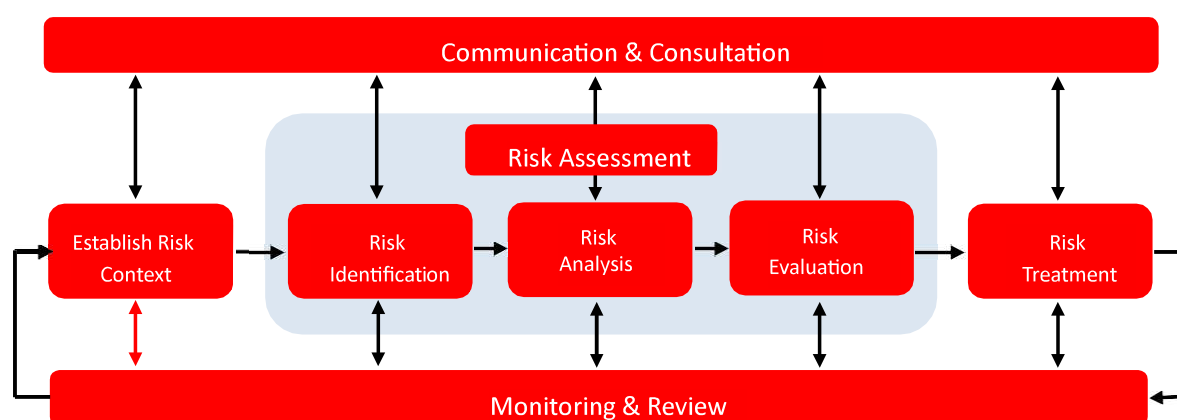 Communication & Consultation
Risk Assessment
Establish Risk
Context
Risk
Identification
Risk
Analysis
Risk
Evaluation
Risk
Treatment
Monitoring & Review